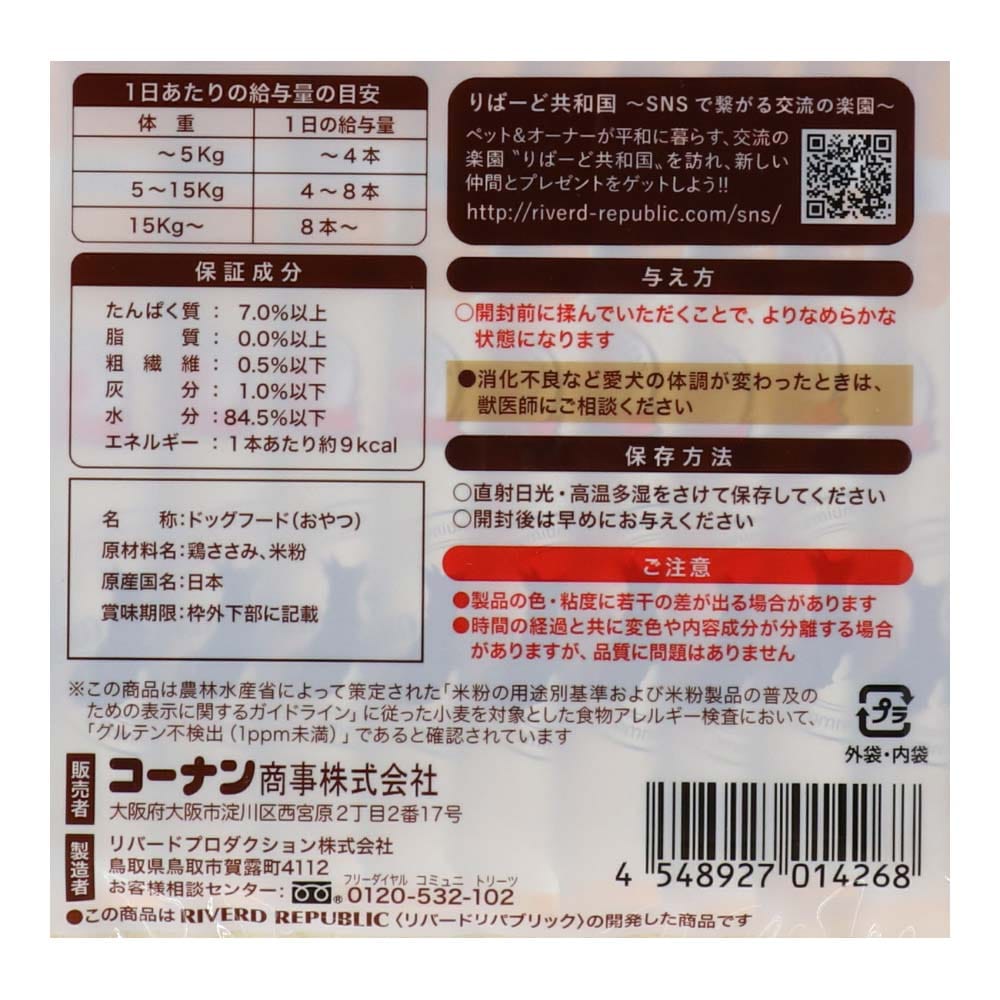 1日あたりの給与量の目安
体重 1日の給与量
～5Kg ～4本
5～15Kg 4～8本
15Kg～ 8本～
保証成分
たんぱく質 : 7.0%以上
脂質 : 0.0%以上
粗繊維 : 0.5%以下
灰分 : 1.0%以下
水分 : 84.5%以下
エネルギー : 1本あたり約9kcal
名称:ドッグフード(おやつ)
原材料名:鶏ささみ、米粉
原産国名:日本
賞味期限:枠外下部に記載
りばーど共和国 ～SNSで繋がる交流の楽園～
ペット&オーナーが平和に暮らす、交流の
楽園〝りばーど共和国〟を訪れ、新しい
仲間とプレゼントをゲットしよう!!
http://riverd-republic.com/sns/
与え方
○開封前に揉んでいただくことで、よりなめらかな
状態になります
●消化不良など愛犬の体調が変わったときは、
獣医師にご相談ください
保存方法
○直射日光・高温多湿をさけて保存してください
○開封後は早めにお与えください
ご注意
●製品の色・粘度に若干の差が出る場合があります
●時間の経過と共に変色や内容成分が分離する場合
がありますが、品質に問題はありません
※この商品は農林水産省によって策定された「米粉の用途別基準および米粉製品の普及の
ための表示に関するガイドライン」に従った小麦を対象とした食物アレルギー検査において、
「グルテン不検出(1ppm未満)」であると確認されています
プラ
外袋・内袋
販売者 コーナン商事株式会社
大阪府大阪市淀川区西宮原2丁目2番17号
製造者 リバードプロダクション株式会社
鳥取県鳥取市賀露町4112
フリーダイヤル コミュニ トリーツ
お客様相談センター: 0120-532-102
●この商品は RIVERD REPUBLIC〈リバードリパブリック〉の開発した商品です
4 548927 014268